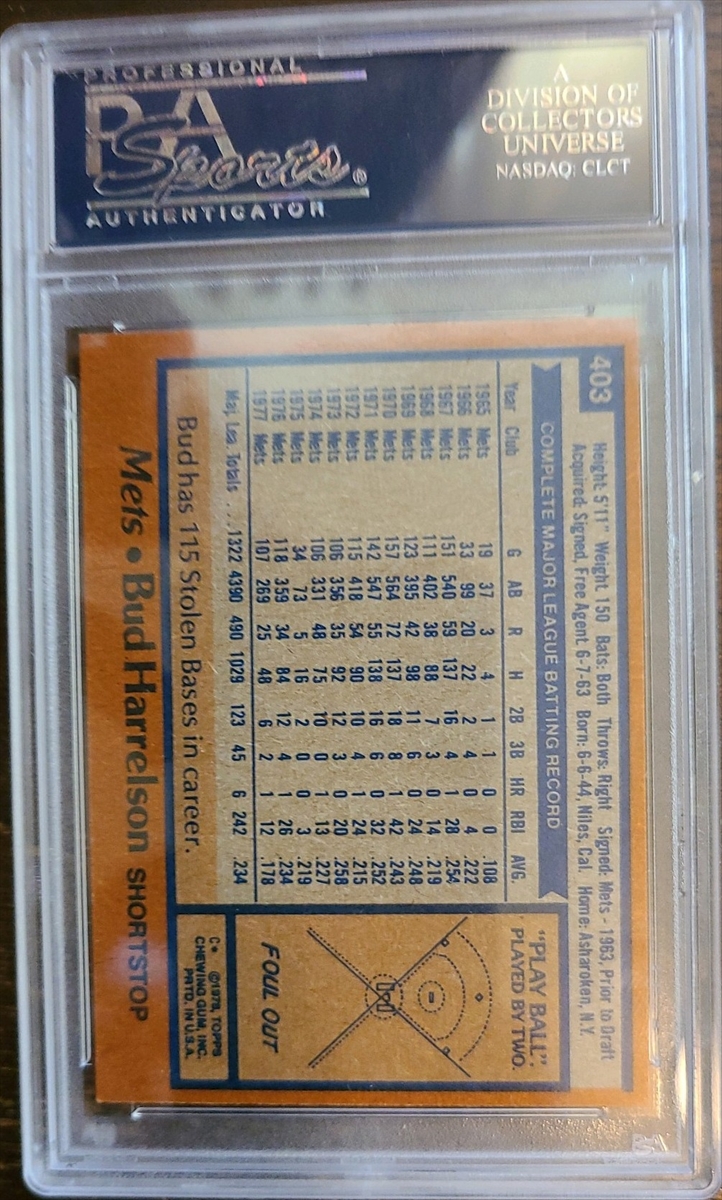 PROFESSIONAL
PSA
Sports®
AUTHENTICATOR
A
DIVISION OF
COLLECTORS
UNIVERSE
NASDAQ: CLCT
403
Height: 5'11" Weight: 150 Bats: Both Throws: Right Signed: Mets - 1963, Prior to Draft
Acquired: Signed, Free Agent 6-7-63 Born: 6-6-44, Niles, Cal. Home: Asharoken, N.Y.
COMPLETE MAJOR LEAGUE BATTING RECORD
Year Club G AB R H 2B 3B HR RBI AVG.
1965 Mets 19 37 3 4 1 1 0 0 .108
1966 Mets 33 99 20 22 2 4 0 4 .222
1967 Mets 151 540 59 137 16 4 1 28 .254
1968 Mets 111 402 38 88 7 3 0 14 .219
1969 Mets 123 395 42 98 11 6 0 24 .248
1970 Mets 157 564 72 137 18 8 1 42 .243
1971 Mets 142 547 55 138 16 6 0 32 .252
1972 Mets 115 418 54 90 10 4 1 24 .215
1973 Mets 106 356 35 92 12 3 0 20 .258
1974 Mets 106 331 48 75 10 0 1 13 .227
1975 Mets 34 73 5 16 2 0 0 3 .219
1976 Mets 118 359 34 84 12 4 1 26 .234
1977 Mets 107 269 25 48 6 2 1 12 .178
Maj. Lea. Totals ... 1322 4390 490 1029 123 45 6 242 .234
Bud has 115 Stolen Bases in career.
Mets • Bud Harrelson SHORTSTOP
"PLAY BALL".
PLAYED BY TWO.
FOUL OUT
C* ©1978, TOPPS
CHEWING GUM, INC.
PRTD. IN U.S.A.
PSA